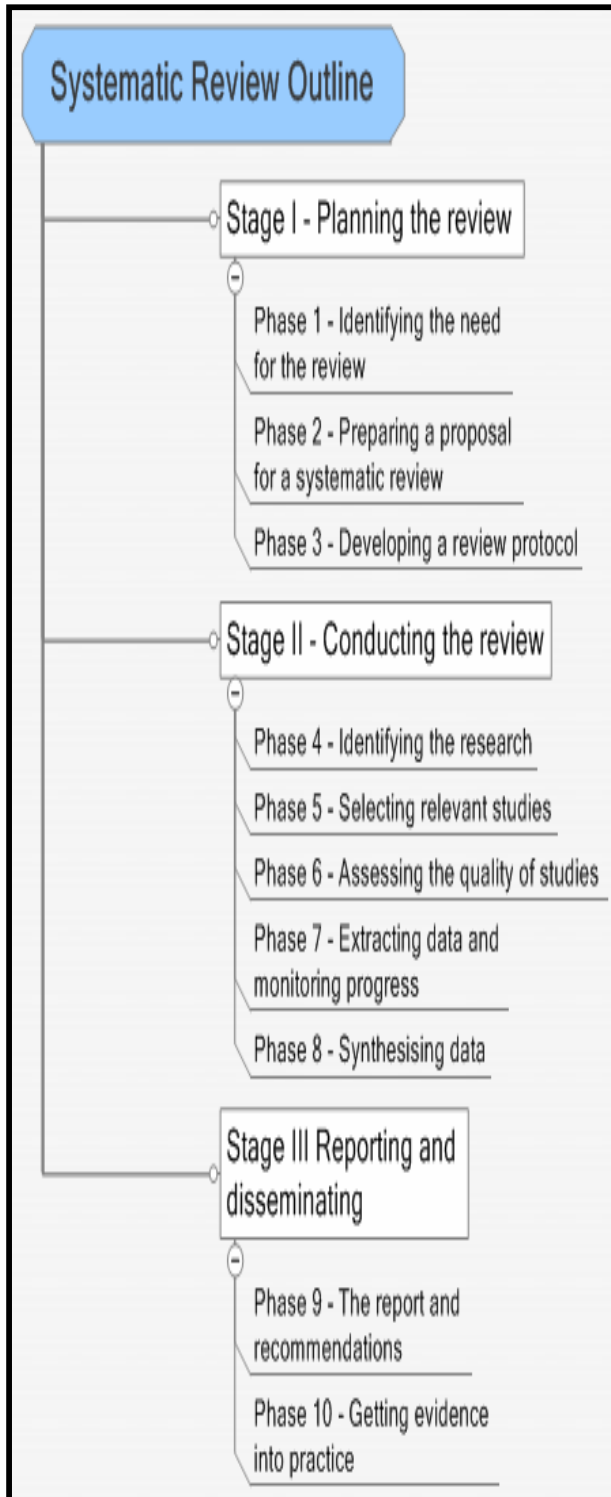 Systematic Review Outline
Stage I - Planning the review
Phase 1 - Identifying the need
for the review
Phase 2 - Preparing a proposal
for a systematic review
Phase 3 - Developing a review protocol
Stage II - Conducting the review
Phase 4 - Identifying the research
Phase 5 - Selecting relevant studies
Phase 6 - Assessing the quality of studies
Phase 7 - Extracting data and
monitoring progress
Phase 8 - Synthesising data
Stage III Reporting and
disseminating
Phase 9 - The report and
recommendations
Phase 10 - Getting evidence
into practice